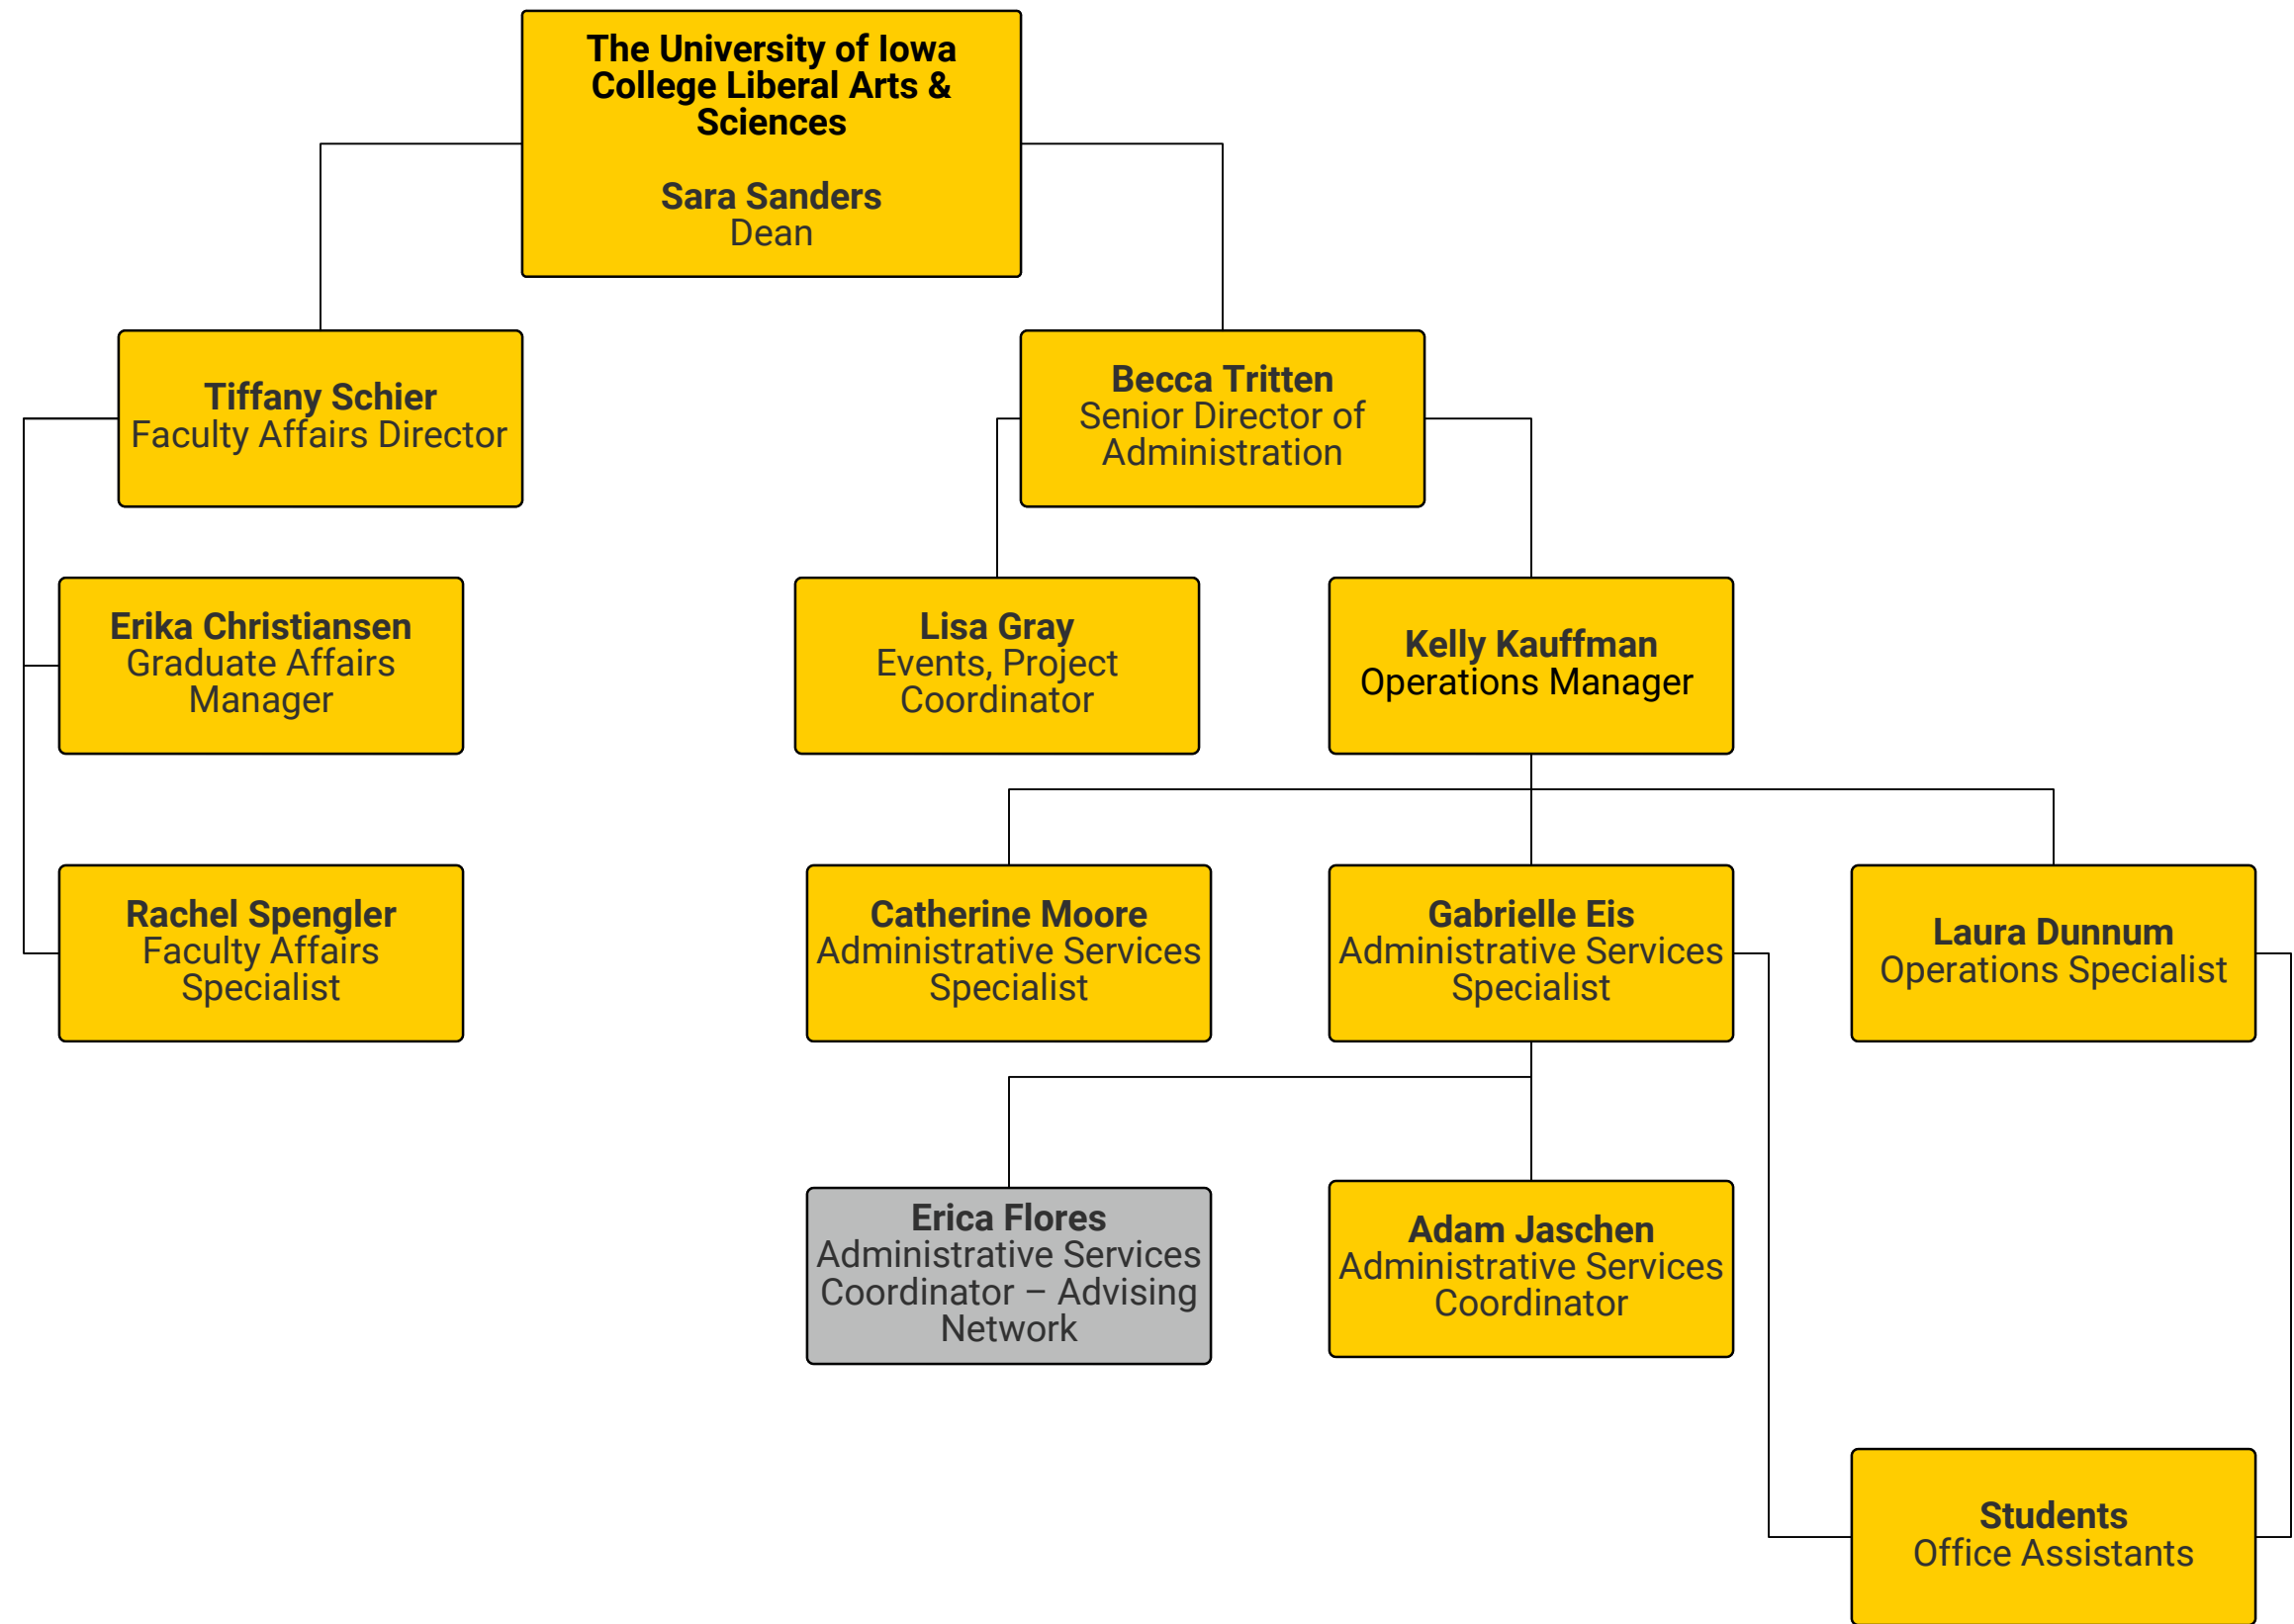 The University of Iowa
College Liberal Arts &
Sciences
Sara Sanders
Dean
Tiffany Schier
Faculty Affairs Director
Becca Tritten
Senior Director of
Administration
Erika Christiansen
Graduate Affairs
Manager
Lisa Gray
Events, Project
Coordinator
Kelly Kauffman
Operations Manager
Rachel Spengler
Faculty Affairs
Specialist
Catherine Moore
Administrative Services
Specialist
Gabrielle Eis
Administrative Services
Specialist
Laura Dunnum
Operations Specialist
Erica Flores
Administrative Services
Coordinator – Advising
Network
Adam Jaschen
Administrative Services
Coordinator
Students
Office Assistants